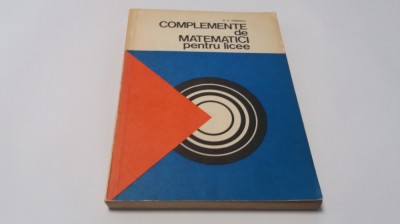 COMPLEMENTE
de
MATEMATICI
pentru licee